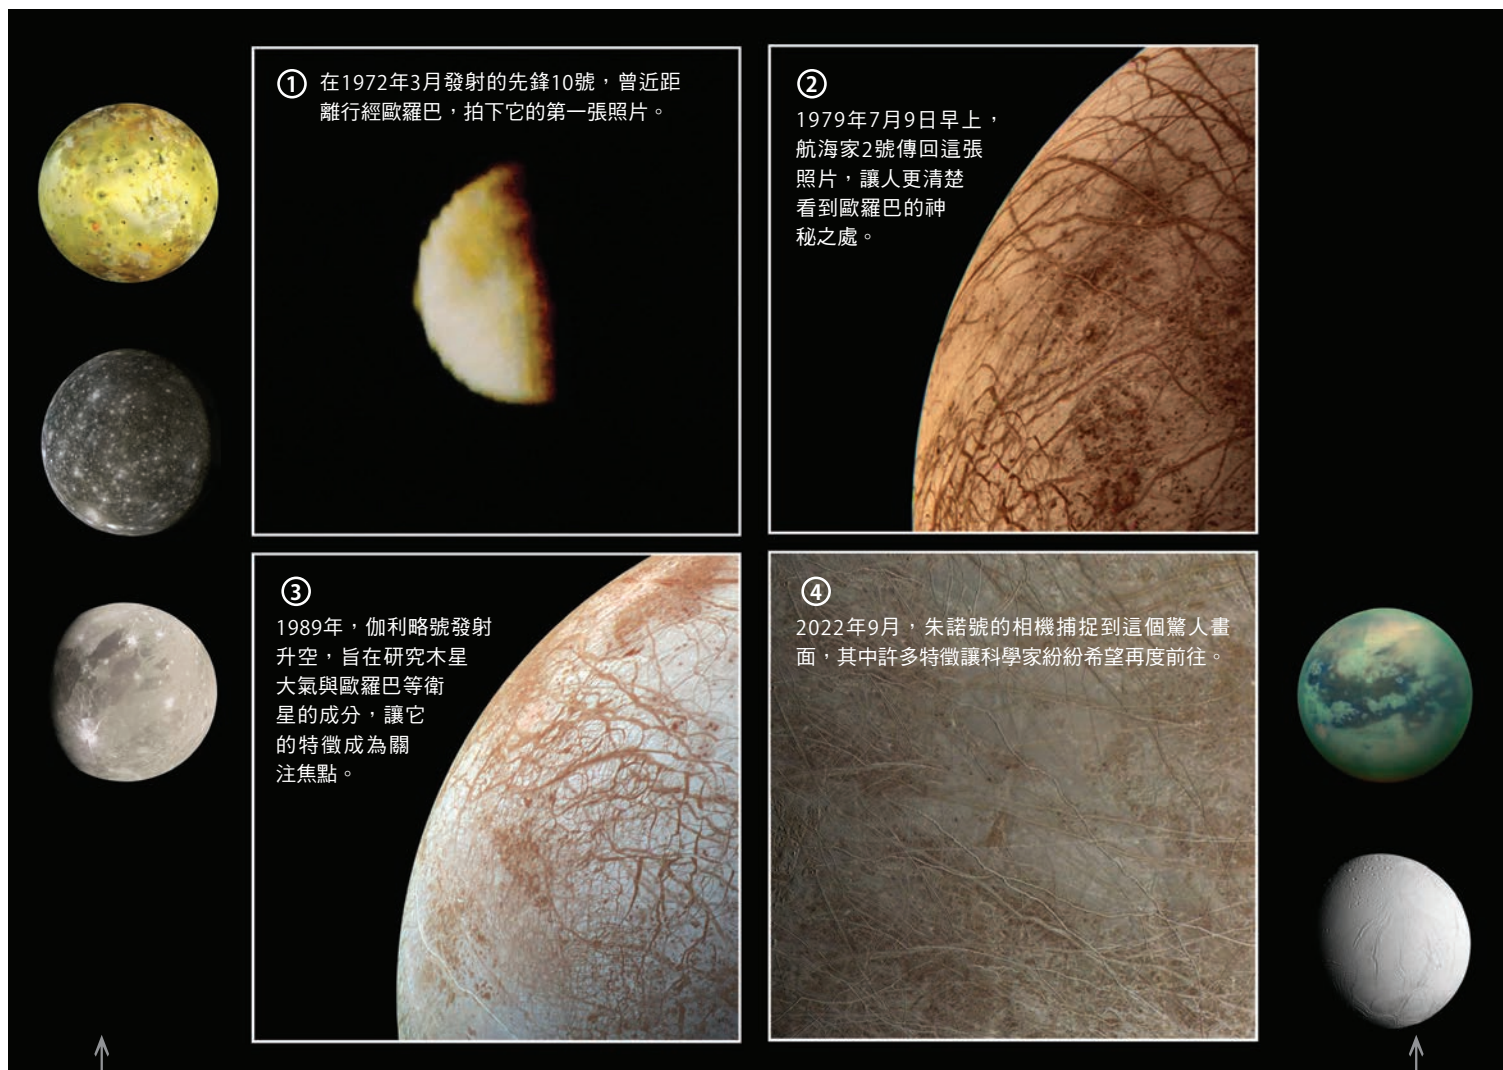 ①
在1972年3月發射的先鋒10號，曾近距
離行經歐羅巴，拍下它的第一張照片。
②
1979年7月9日早上，
航海家2號傳回這張
照片，讓人更清楚
看到歐羅巴的神
秘之處。
③
1989年，伽利略號發射
升空，旨在研究木星
大氣與歐羅巴等衛
星的成分，讓它
的特徵成為關
注焦點。
④
2022年9月，朱諾號的相機捕捉到這個驚人畫
面，其中許多特徵讓科學家紛紛希望再度前往。